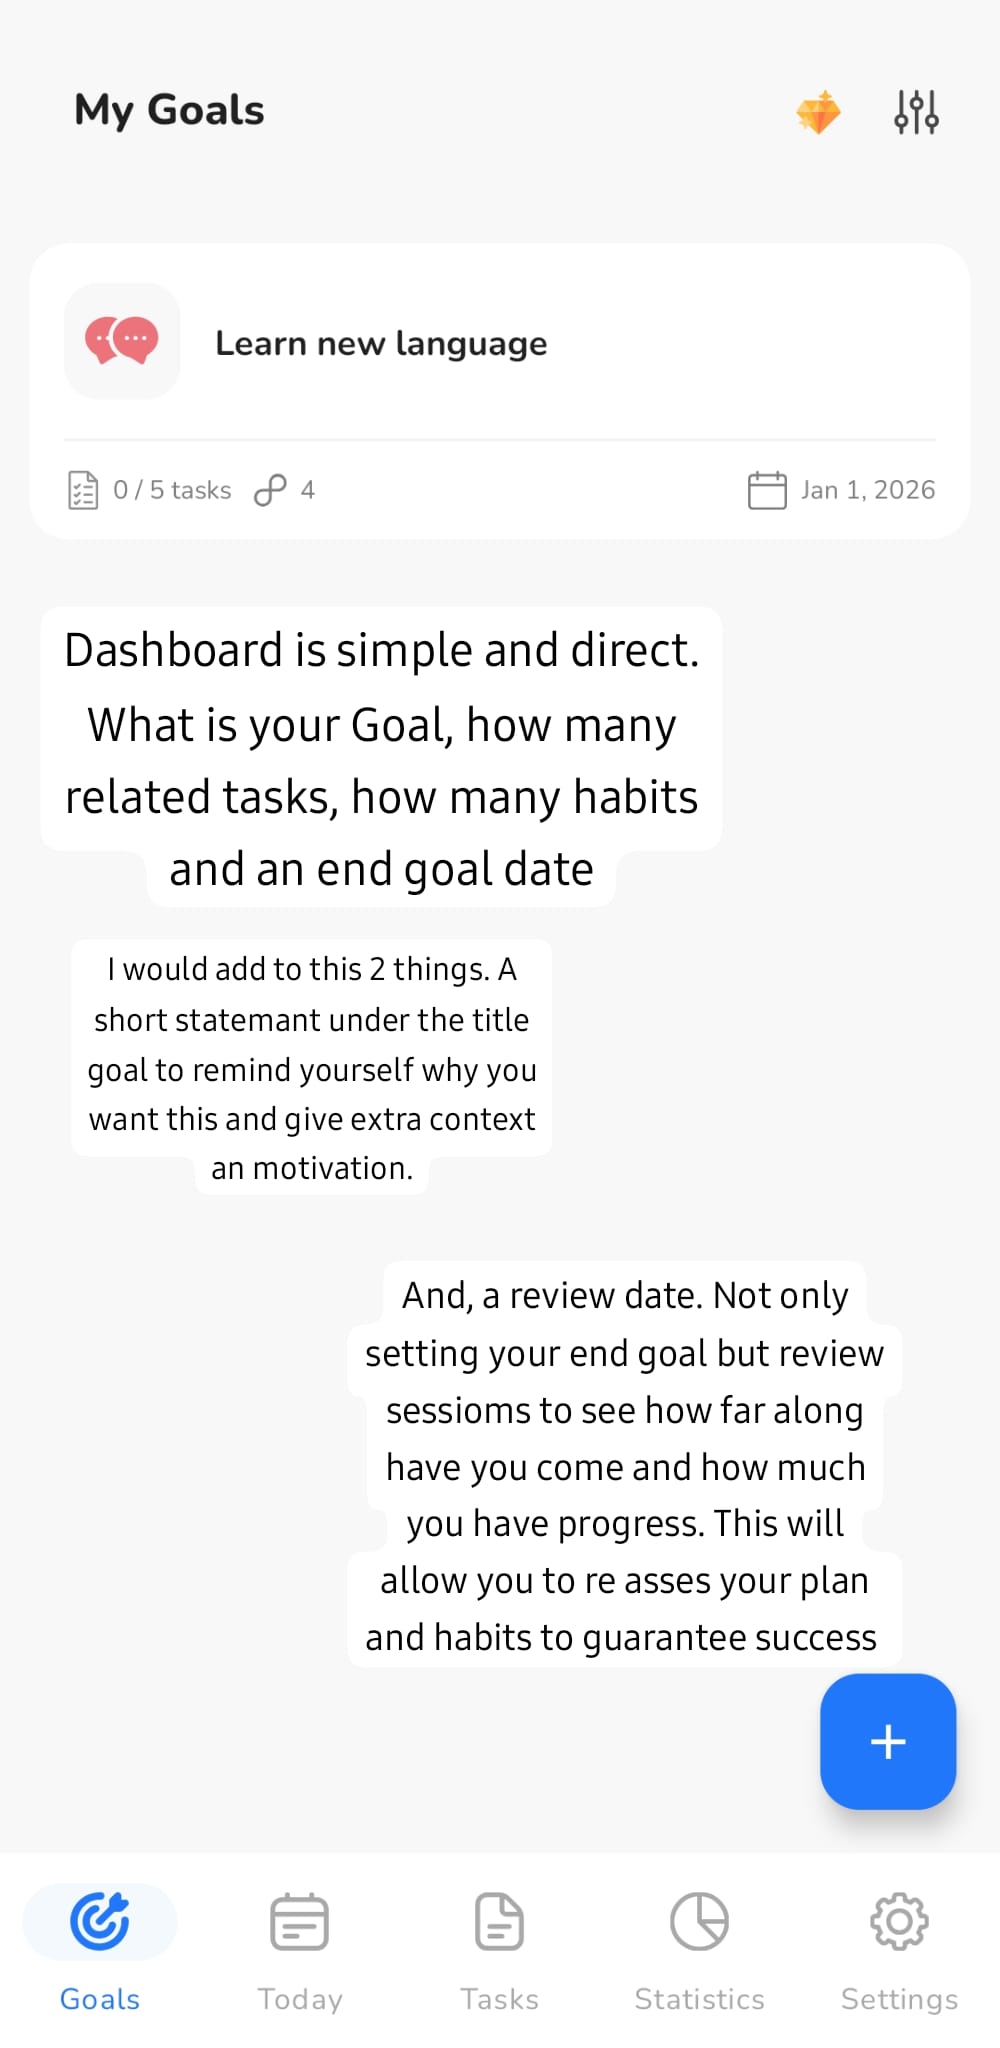 My Goals
Learn new language
0 / 5 tasks 4 Jan 1, 2026
Dashboard is simple and direct.
What is your Goal, how many
related tasks, how many habits
and an end goal date
I would add to this 2 things. A
short statemant under the title
goal to remind yourself why you
want this and give extra context
an motivation.
And, a review date. Not only
setting your end goal but review
sessioms to see how far along
have you come and how much
you have progress. This will
allow you to re asses your plan
and habits to guarantee success
Goals Today Tasks Statistics Settings